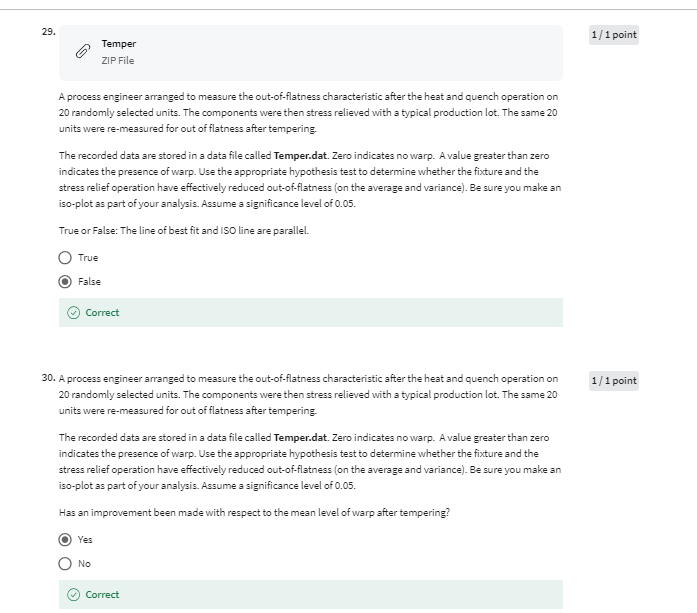 29.
Temper
ZIP File
1 / 1 point
A process engineer arranged to measure the out-of-flatness characteristic after the heat and quench operation on
20 randomly selected units. The components were then stress relieved with a typical production lot. The same 20
units were re-measured for out of flatness after tempering.
The recorded data are stored in a data file called Temper.dat. Zero indicates no warp. A value greater than zero
indicates the presence of warp. Use the appropriate hypothesis test to determine whether the fixture and the
stress relief operation have effectively reduced out-of-flatness (on the average and variance). Be sure you make an
iso-plot as part of your analysis. Assume a significance level of 0.05.
True or False: The line of best fit and ISO line are parallel.
True
False
Correct
30. A process engineer arranged to measure the out-of-flatness characteristic after the heat and quench operation on
1 / 1 point
20 randomly selected units. The components were then stress relieved with a typical production lot. The same 20
units were re-measured for out of flatness after tempering.
The recorded data are stored in a data file called Temper.dat. Zero indicates no warp. A value greater than zero
indicates the presence of warp. Use the appropriate hypothesis test to determine whether the fixture and the
stress relief operation have effectively reduced out-of-flatness (on the average and variance). Be sure you make an
iso-plot as part of your analysis. Assume a significance level of 0.05.
Has an improvement been made with respect to the mean level of warp after tempering?
Yes
No
Correct